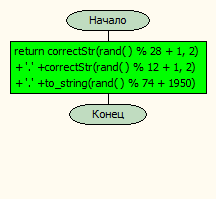 Начало
return correctStr(rand( ) % 28 + 1, 2)
+ '.' +correctStr(rand( ) % 12 + 1, 2)
+ '.' +to_string(rand( ) % 74 + 1950)
Конец